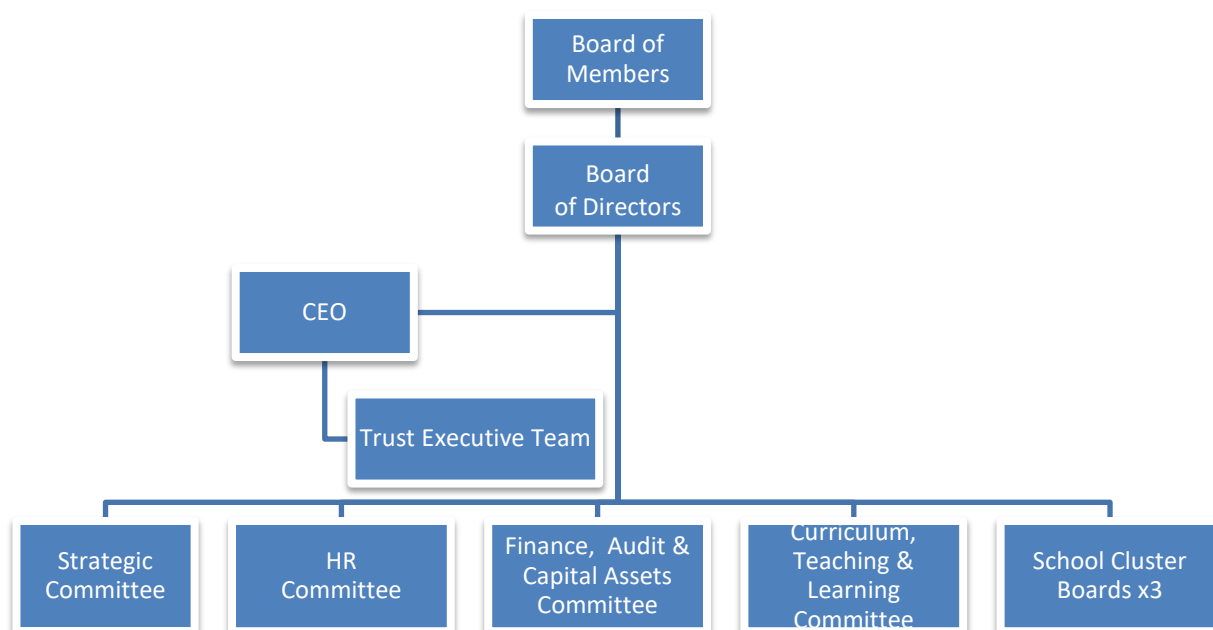 Board of
Members
Board
of Directors
CEO
Trust Executive Team
Strategic
Committee
HR
Committee
Finance, Audit &
Capital Assets
Committee
Curriculum,
Teaching &
Learning
Committee
School Cluster
Boards x3